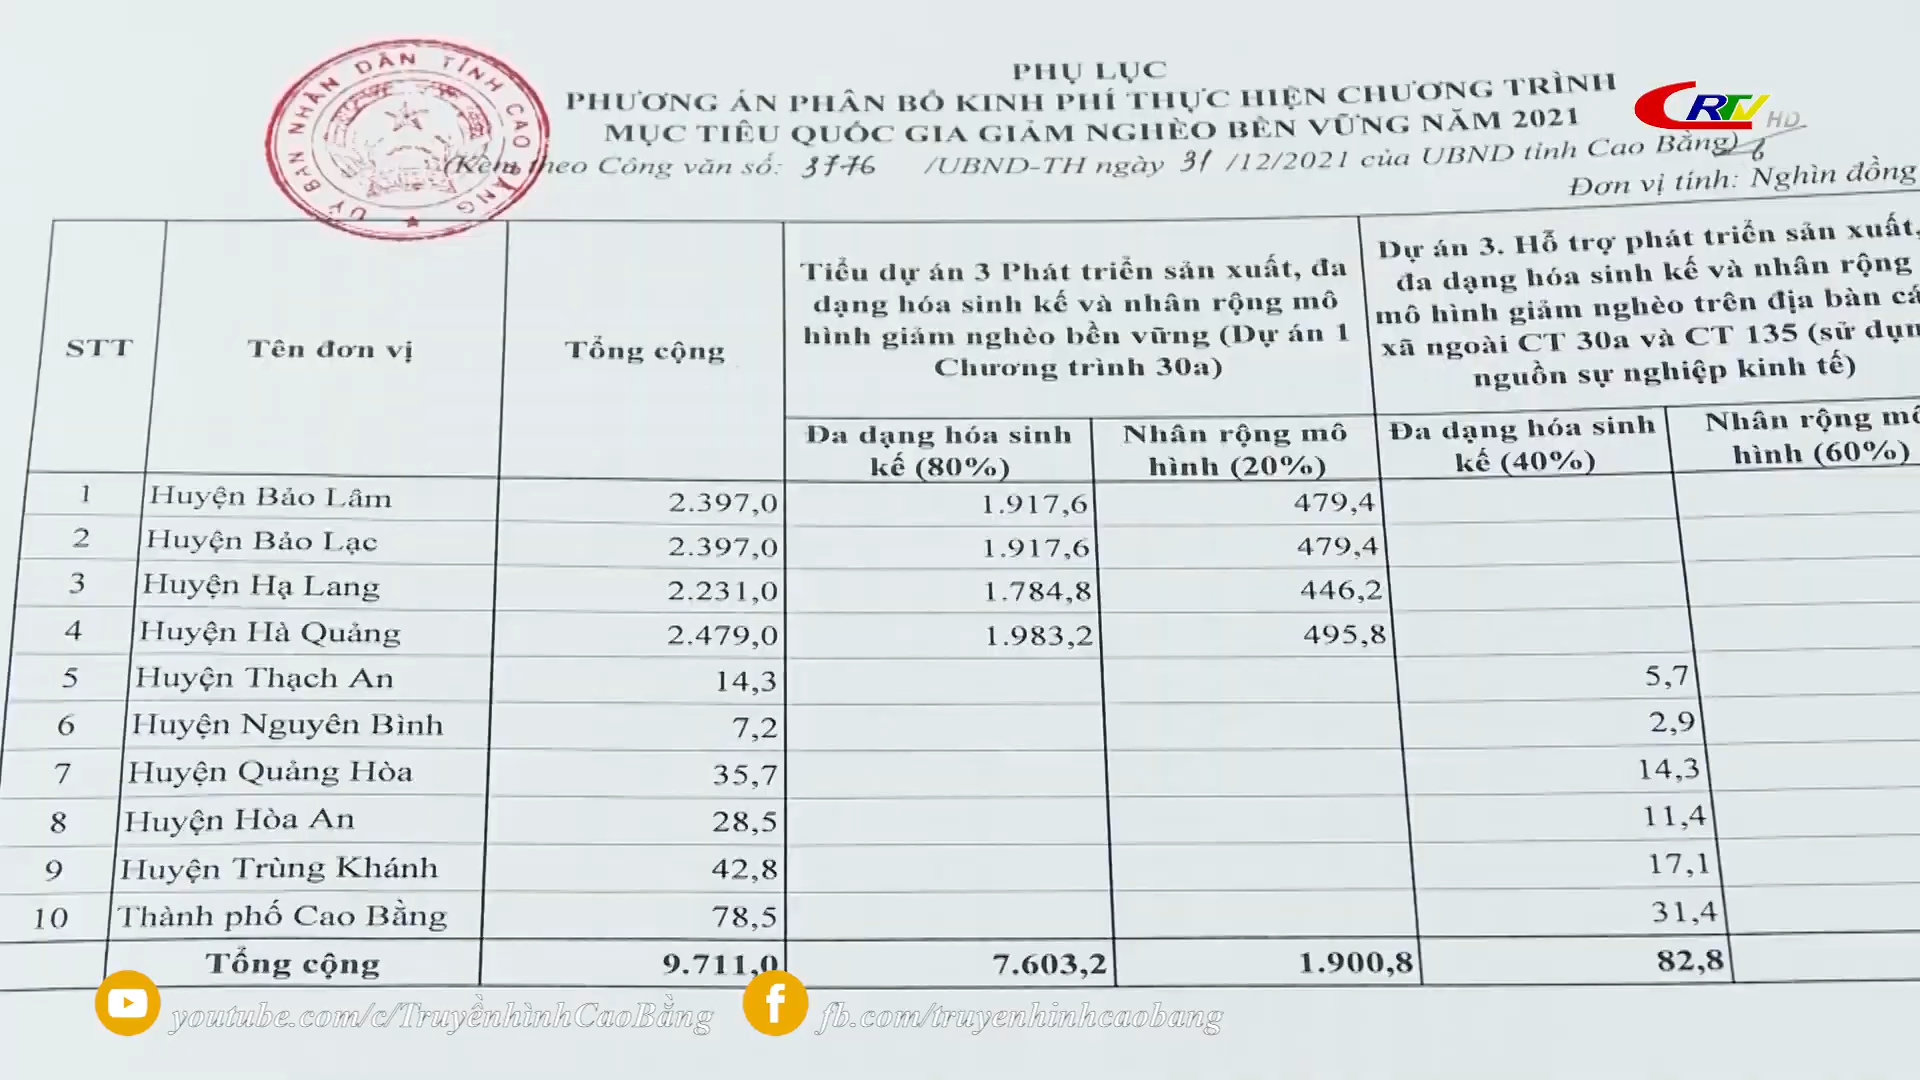 PHỤ LỤC
PHƯƠNG ÁN PHÂN BỔ KINH PHÍ THỰC HIỆN CHƯƠNG TRÌNH
MỤC TIÊU QUỐC GIA GIẢM NGHÈO BỀN VỮNG NĂM 2021
(Kèm theo Công văn số: 3776 /UBND-TH ngày 31 /12/2021 của UBND tỉnh Cao Bằng)
Đơn vị tính: Nghìn đồng
ỦY BAN NHÂN DÂN TỈNH CAO BẰNG
CRTV HD
STT Tên đơn vị Tổng cộng
Tiểu dự án 3 Phát triển sản xuất, đa
dạng hóa sinh kế và nhân rộng mô
hình giảm nghèo bền vững (Dự án 1
Chương trình 30a)
Dự án 3. Hỗ trợ phát triển sản xuất,
đa dạng hóa sinh kế và nhân rộng
mô hình giảm nghèo trên địa bàn cá
xã ngoài CT 30a và CT 135 (sử dụn
nguồn sự nghiệp kinh tế)
Đa dạng hóa sinh
kế (80%)
Nhân rộng mô
hình (20%)
Đa dạng hóa sinh
kế (40%)
Nhân rộng mô
hình (60%)
1 Huyện Bảo Lâm 2.397,0 1.917,6 479,4
2 Huyện Bảo Lạc 2.397,0 1.917,6 479,4
3 Huyện Hạ Lang 2.231,0 1.784,8 446,2
4 Huyện Hà Quảng 2.479,0 1.983,2 495,8
5 Huyện Thạch An 14,3 5,7
6 Huyện Nguyên Bình 7,2 2,9
7 Huyện Quảng Hòa 35,7 14,3
8 Huyện Hòa An 28,5 11,4
9 Huyện Trùng Khánh 42,8 17,1
10 Thành phố Cao Bằng 78,5 31,4
Tổng cộng 9.711,0 7.603,2 1.900,8 82,8
youtube.com/c/TruyềnhìnhCaoBằng fb.com/truyenhinhcaobang